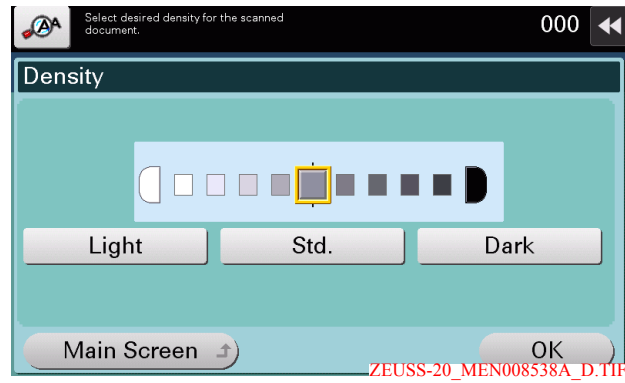 Select desired density for the scanned
document.
000
Density
Light
Std.
Dark
Main Screen
OK
ZEUSS-20_MEN008538A_D.TIF